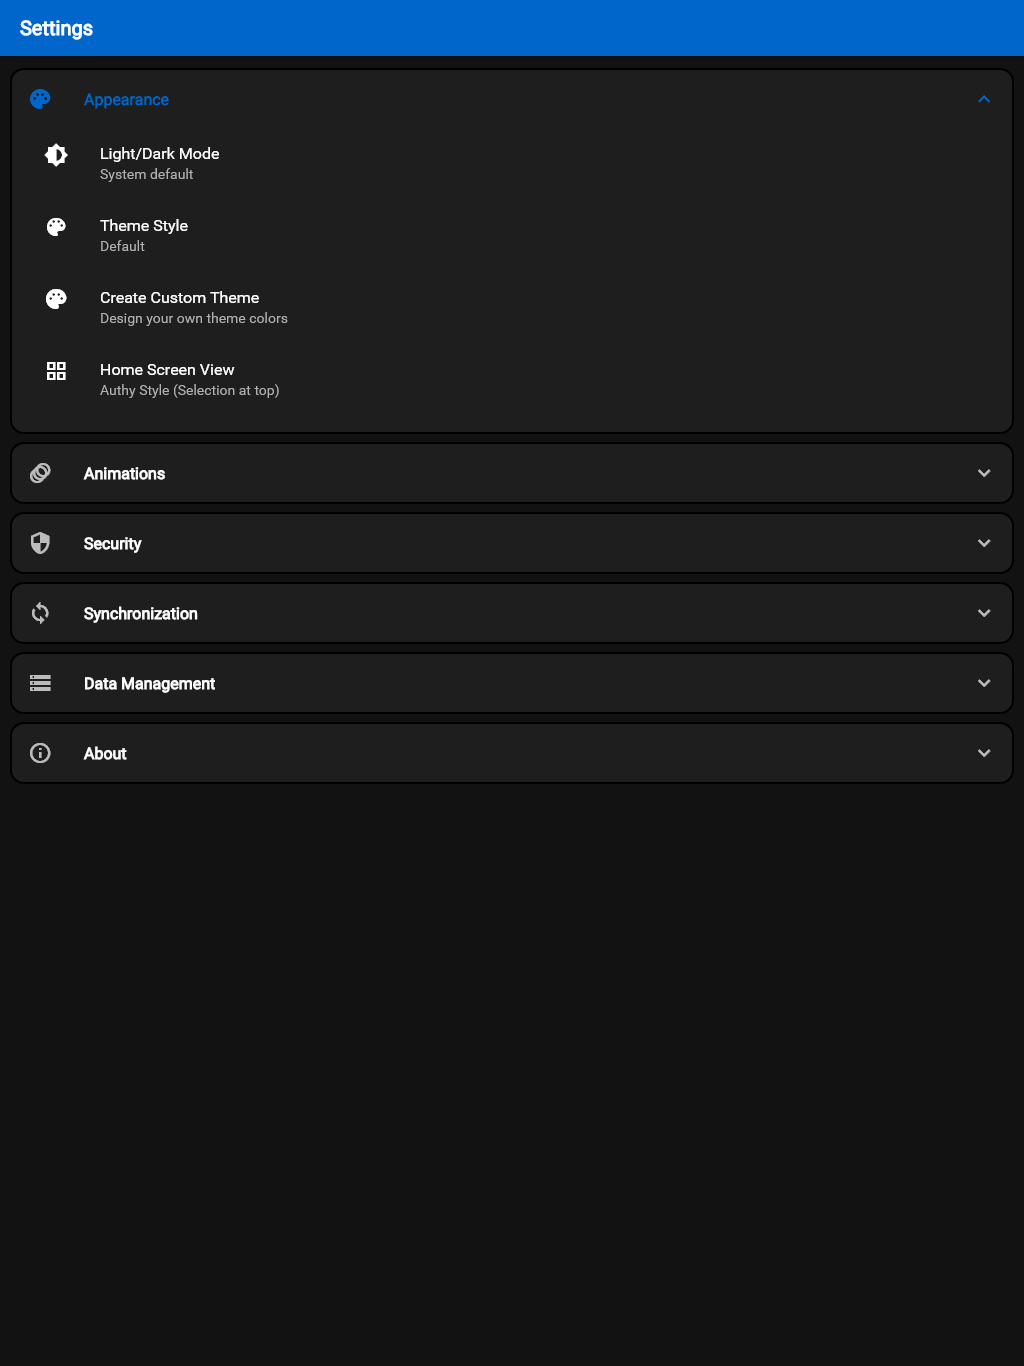 Settings
Appearance
Light/Dark Mode
System default
Theme Style
Default
Create Custom Theme
Design your own theme colors
Home Screen View
Authy Style (Selection at top)
Animations
Security
Synchronization
Data Management
About